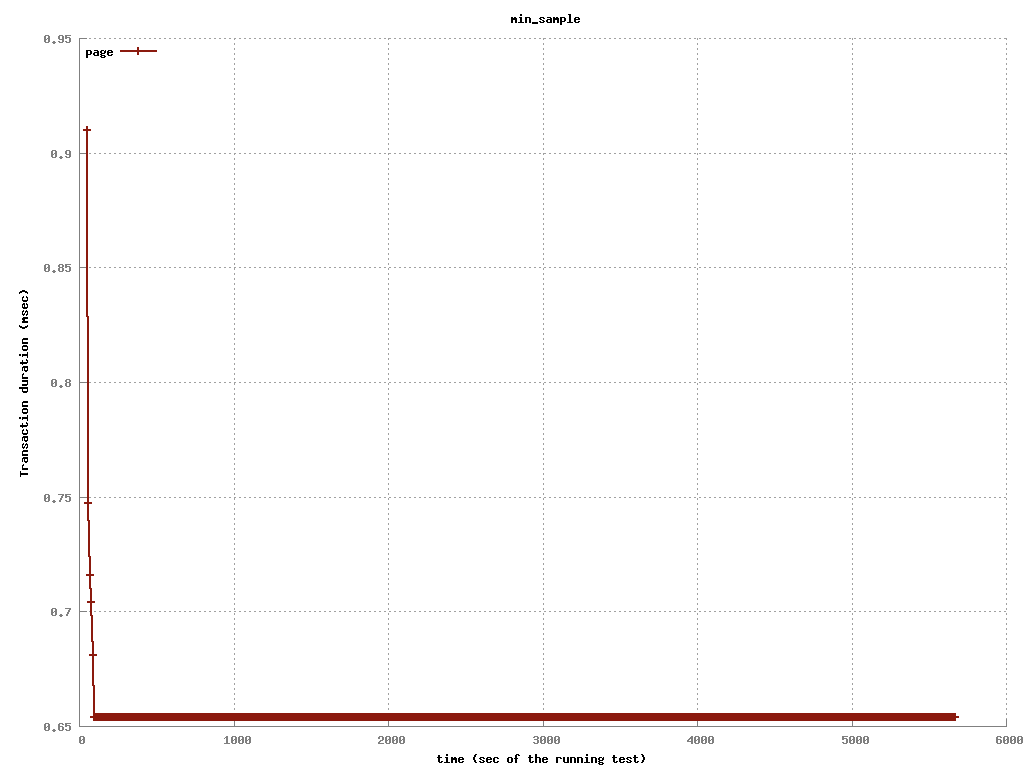 min_sample
0.95
page
0.9
0.85
0.8
0.75
0.7
0.65
Transaction duration (msec)
0 1000 2000 3000 4000 5000 6000
time (sec of the running test)